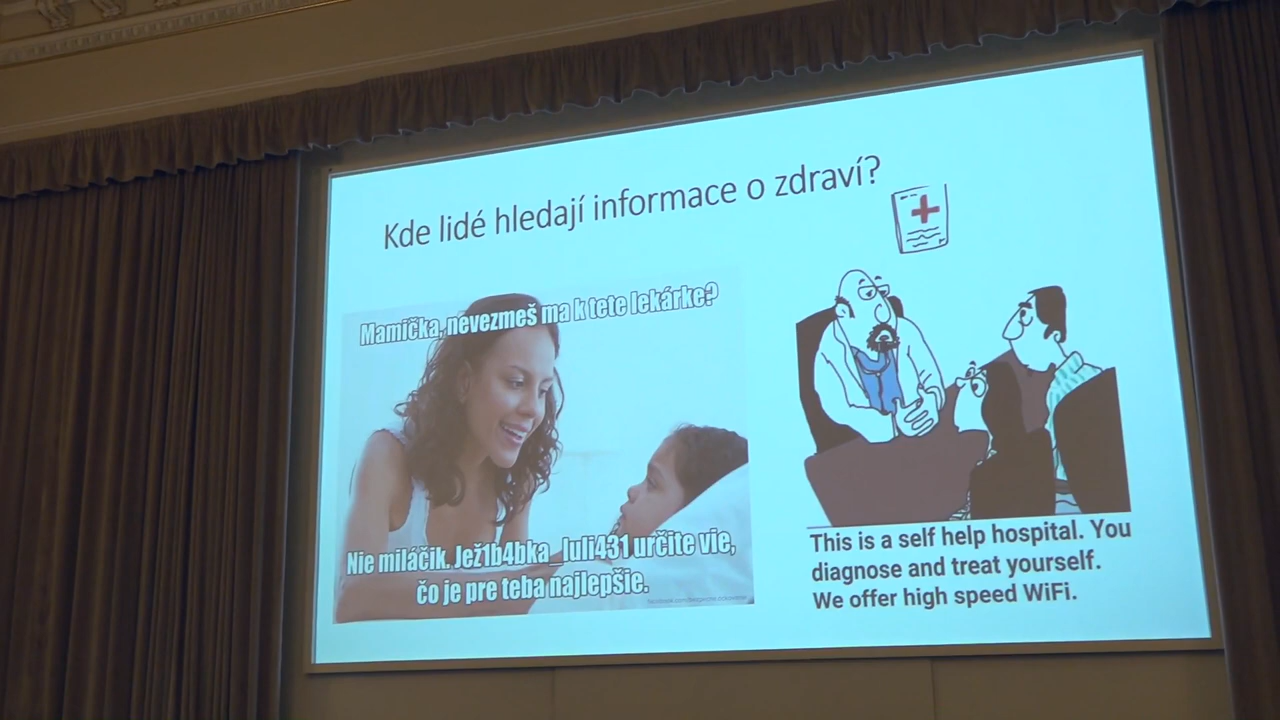 Kde lidé hledají informace o zdraví?
Mamička, nevezmeš ma k tete lekárke?
Nie miláčik. Jež1b4bka_luli431 určite vie,
čo je pre teba najlepšie.
This is a self help hospital. You
diagnose and treat yourself.
We offer high speed WiFi.